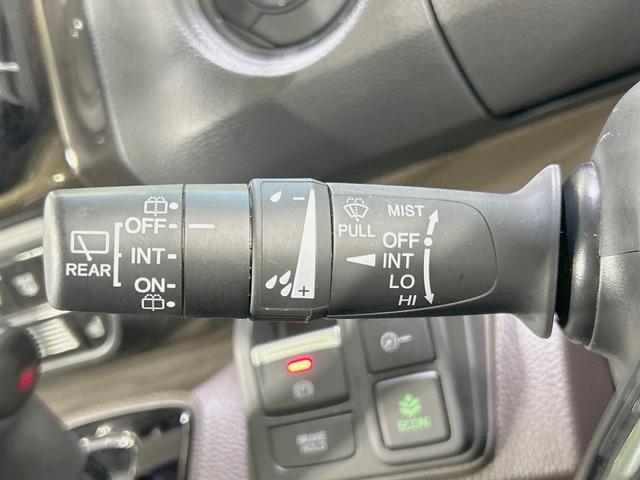 OFF
INT
ON
REAR
-
+
PULL
MIST
OFF
INT
LO
HI
ECON